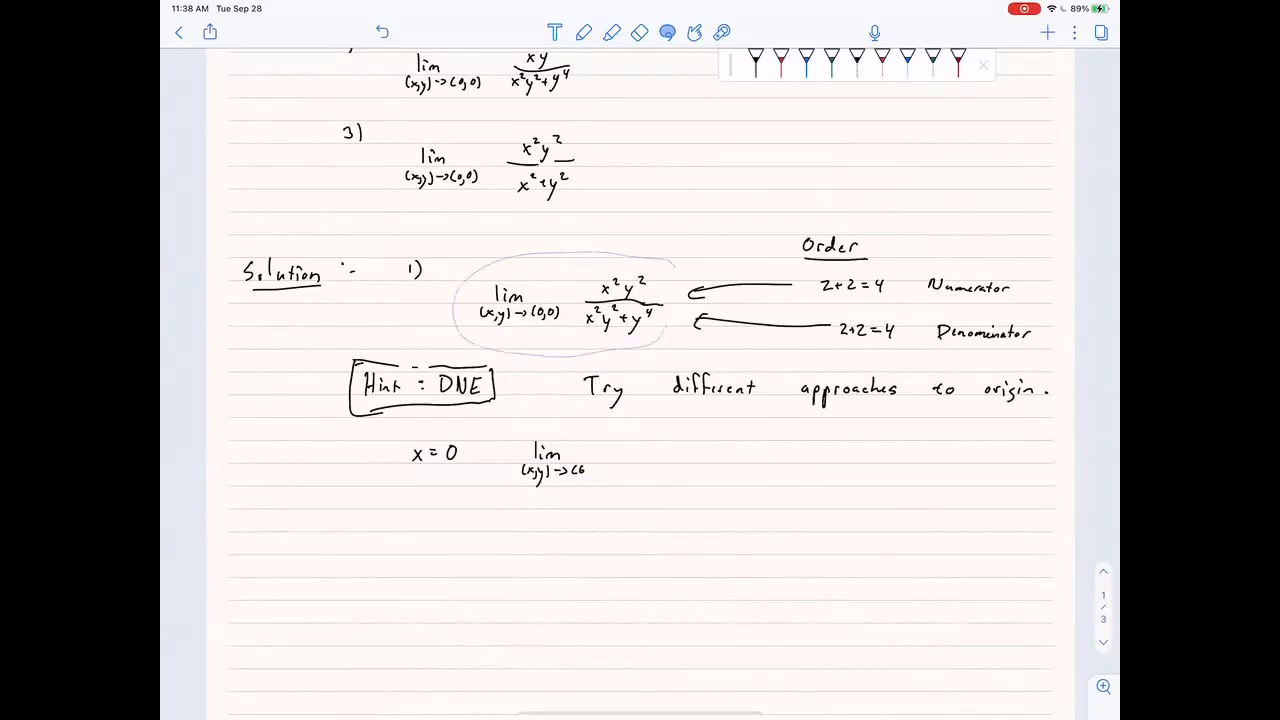 11:38 AM Tue Sep 28 89%
lim (x,y)→(0,0) xy / x²y²+y⁴
3)
lim (x,y)→(0,0) x²y² / x²+y²
Order
Solution :- 1) lim (x,y)→(0,0) x²y² / x²y²+y⁴
2+2=4 Numerator
2+2=4 Denominator
Hint = DNE Try different approaches to origin.
x=0 lim (x,y)→(0
1
/
3